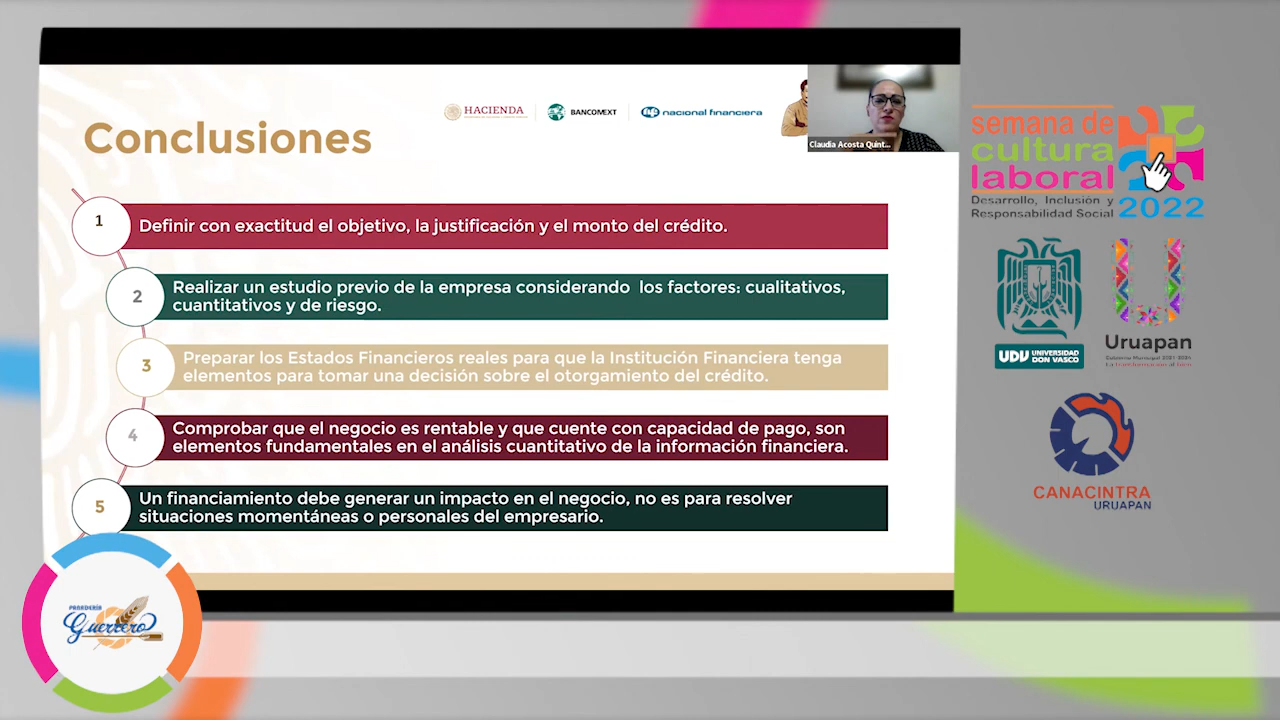 HACIENDA
BANCOMEXT
nacional financiera
Claudia Acosta Quint...
Conclusiones
1
Definir con exactitud el objetivo, la justificación y el monto del crédito.
2
Realizar un estudio previo de la empresa considerando los factores: cualitativos,
cuantitativos y de riesgo.
3
Preparar los Estados Financieros reales para que la Institución Financiera tenga
elementos para tomar una decisión sobre el otorgamiento del crédito.
4
Comprobar que el negocio es rentable y que cuente con capacidad de pago, son
elementos fundamentales en el análisis cuantitativo de la información financiera.
5
Un financiamiento debe generar un impacto en el negocio, no es para resolver
situaciones momentáneas o personales del empresario.
semana de
cultura
laboral
Desarrollo, Inclusión y
Responsabilidad Social
2022
UDV UNIVERSIDAD
DON VASCO
Uruapan
Gobierno Municipal 2021-2024
CANACINTRA
URUAPAN
PANADERÍA
Guerrero